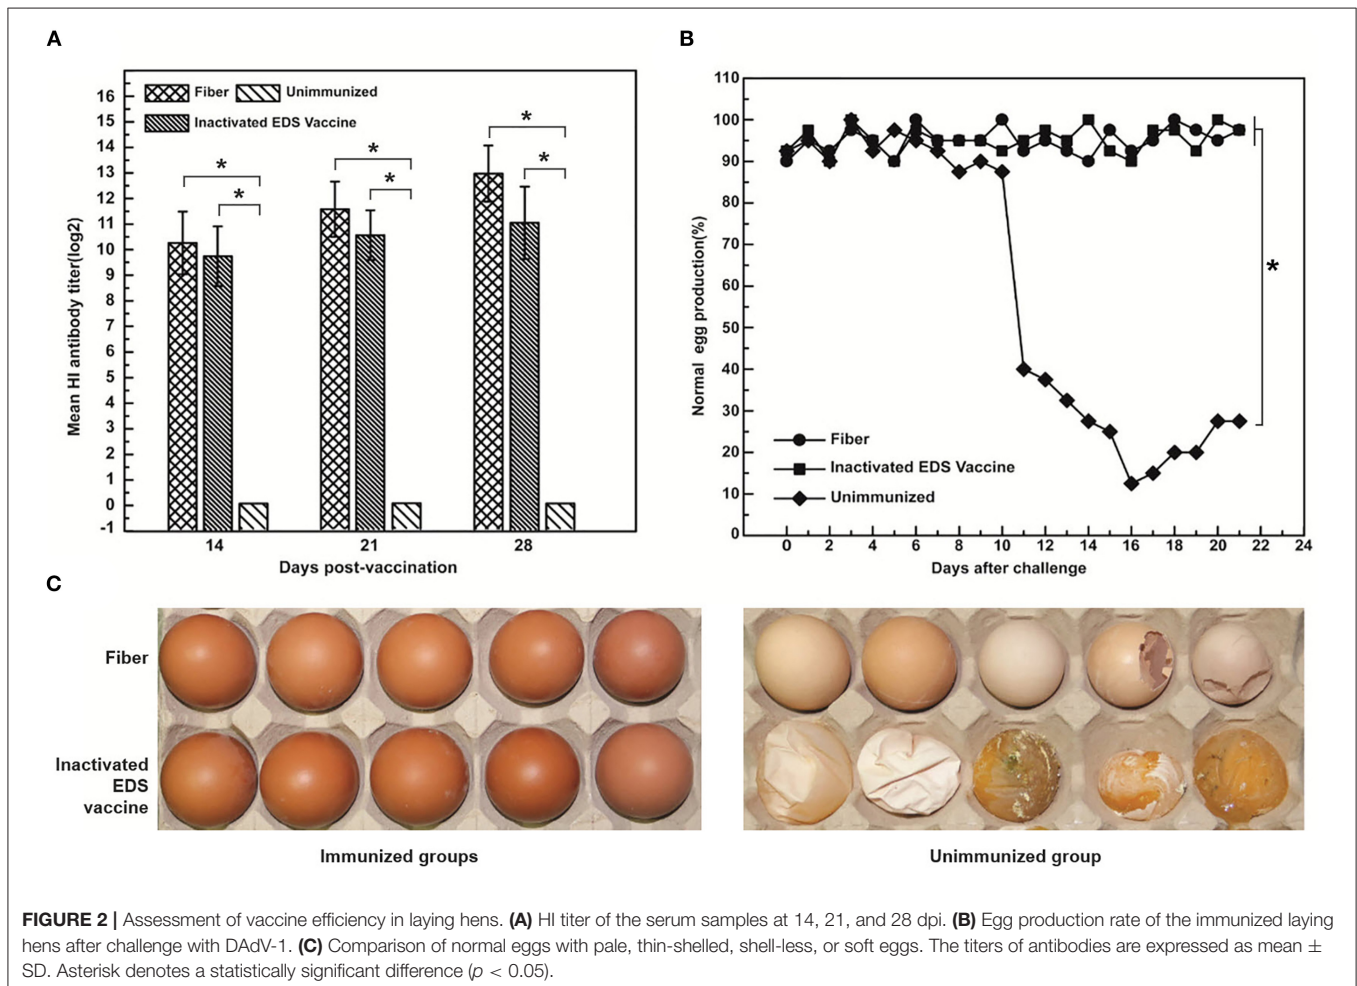 A
16
15
14
13
12
11
10
9
8
7
6
5
4
3
2
1
0
-1
Mean HI antibody titer(log2)
Fiber
Unimmunized
Inactivated EDS Vaccine
*
*
*
*
*
*
14 21 28
Days post-vaccination
B
110
100
90
80
70
60
50
40
30
20
10
0
Normal egg production(%)
Fiber
Inactivated EDS Vaccine
Unimmunized
*
0 2 4 6 8 10 12 14 16 18 20 22 24
Days after challenge
C
Fiber
Inactivated
EDS
vaccine
Immunized groups
Unimmunized group
FIGURE 2 | Assessment of vaccine efficiency in laying hens. (A) HI titer of the serum samples at 14, 21, and 28 dpi. (B) Egg production rate of the immunized laying
hens after challenge with DAdV-1. (C) Comparison of normal eggs with pale, thin-shelled, shell-less, or soft eggs. The titers of antibodies are expressed as mean ±
SD. Asterisk denotes a statistically significant difference (p < 0.05).